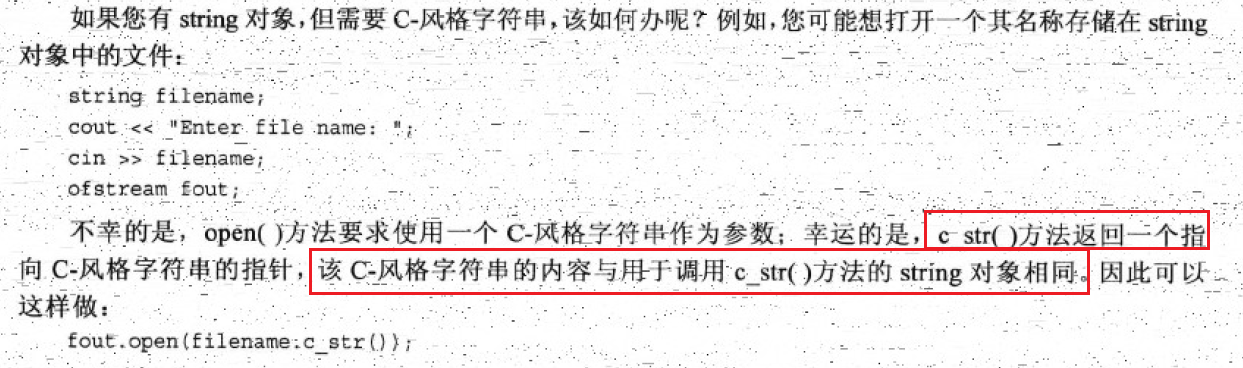 如果您有 string 对象，但需要 C-风格字符串，该如何办呢？例如，您可能想打开一个其名称存储在 string
对象中的文件：
string filename;
cout << "Enter file name: ";
cin >> filename;
ofstream fout;
不幸的是，open( )方法要求使用一个 C-风格字符串作为参数；幸运的是，c_str( )方法返回一个指
向 C-风格字符串的指针，该 C-风格字符串的内容与用于调用 c_str( )方法的 string 对象相同。因此可以
这样做：
fout.open(filename.c_str());